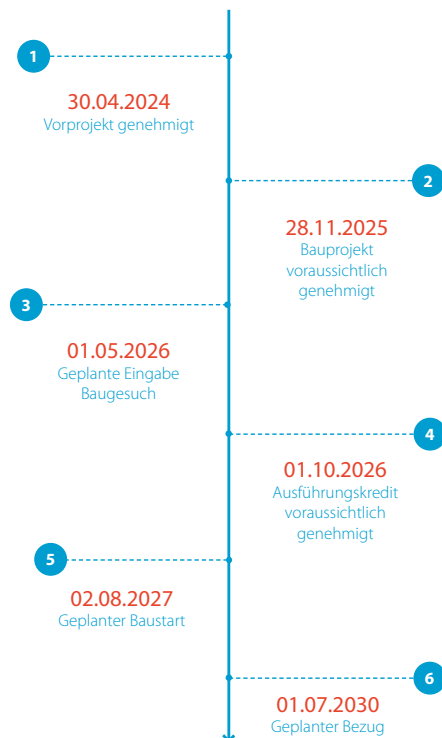 1
30.04.2024
Vorprojekt genehmigt
2
28.11.2025
Bauprojekt
voraussichtlich
genehmigt
3
01.05.2026
Geplante Eingabe
Baugesuch
4
01.10.2026
Ausführungskredit
voraussichtlich
genehmigt
5
02.08.2027
Geplanter Baustart
6
01.07.2030
Geplanter Bezug